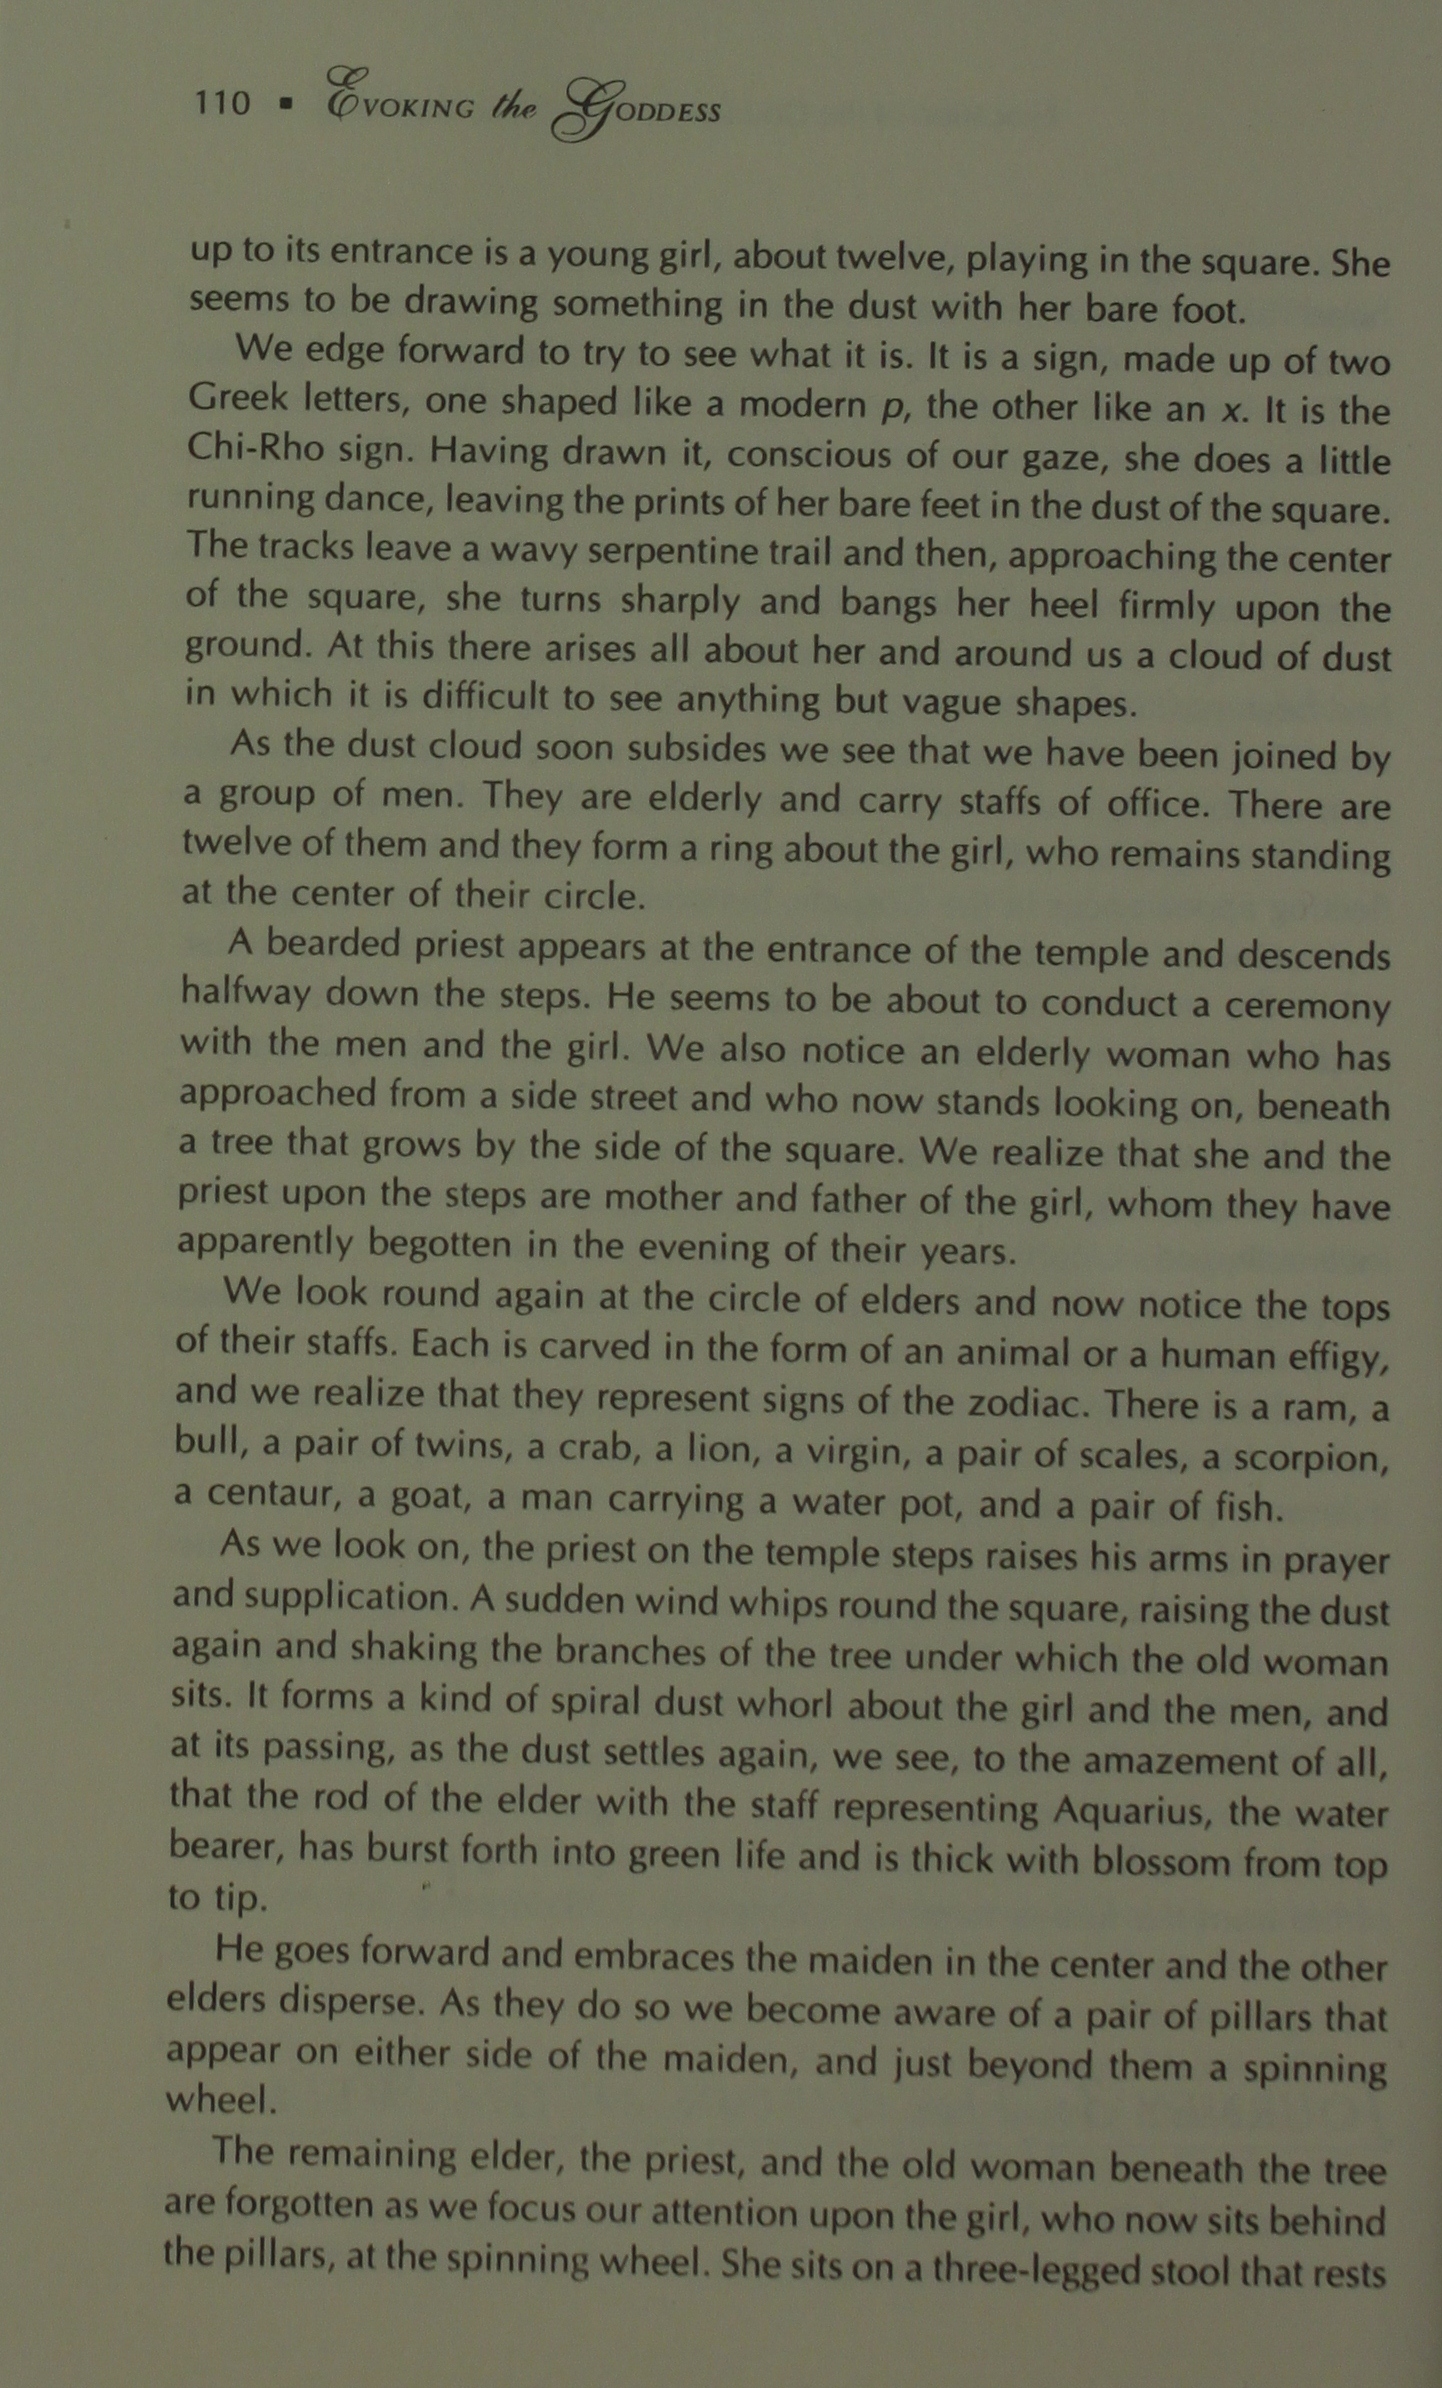 110 ▪ Evoking the Goddess
up to its entrance is a young girl, about twelve, playing in the square. She
seems to be drawing something in the dust with her bare foot.
We edge forward to try to see what it is. It is a sign, made up of two
Greek letters, one shaped like a modern p, the other like an x. It is the
Chi-Rho sign. Having drawn it, conscious of our gaze, she does a little
running dance, leaving the prints of her bare feet in the dust of the square.
The tracks leave a wavy serpentine trail and then, approaching the center
of the square, she turns sharply and bangs her heel firmly upon the
ground. At this there arises all about her and around us a cloud of dust
in which it is difficult to see anything but vague shapes.
As the dust cloud soon subsides we see that we have been joined by
a group of men. They are elderly and carry staffs of office. There are
twelve of them and they form a ring about the girl, who remains standing
at the center of their circle.
A bearded priest appears at the entrance of the temple and descends
halfway down the steps. He seems to be about to conduct a ceremony
with the men and the girl. We also notice an elderly woman who has
approached from a side street and who now stands looking on, beneath
a tree that grows by the side of the square. We realize that she and the
priest upon the steps are mother and father of the girl, whom they have
apparently begotten in the evening of their years.
We look round again at the circle of elders and now notice the tops
of their staffs. Each is carved in the form of an animal or a human effigy,
and we realize that they represent signs of the zodiac. There is a ram, a
bull, a pair of twins, a crab, a lion, a virgin, a pair of scales, a scorpion,
a centaur, a goat, a man carrying a water pot, and a pair of fish.
As we look on, the priest on the temple steps raises his arms in prayer
and supplication. A sudden wind whips round the square, raising the dust
again and shaking the branches of the tree under which the old woman
sits. It forms a kind of spiral dust whorl about the girl and the men, and
at its passing, as the dust settles again, we see, to the amazement of all,
that the rod of the elder with the staff representing Aquarius, the water
bearer, has burst forth into green life and is thick with blossom from top
to tip.
He goes forward and embraces the maiden in the center and the other
elders disperse. As they do so we become aware of a pair of pillars that
appear on either side of the maiden, and just beyond them a spinning
wheel.
The remaining elder, the priest, and the old woman beneath the tree
are forgotten as we focus our attention upon the girl, who now sits behind
the pillars, at the spinning wheel. She sits on a three-legged stool that rests